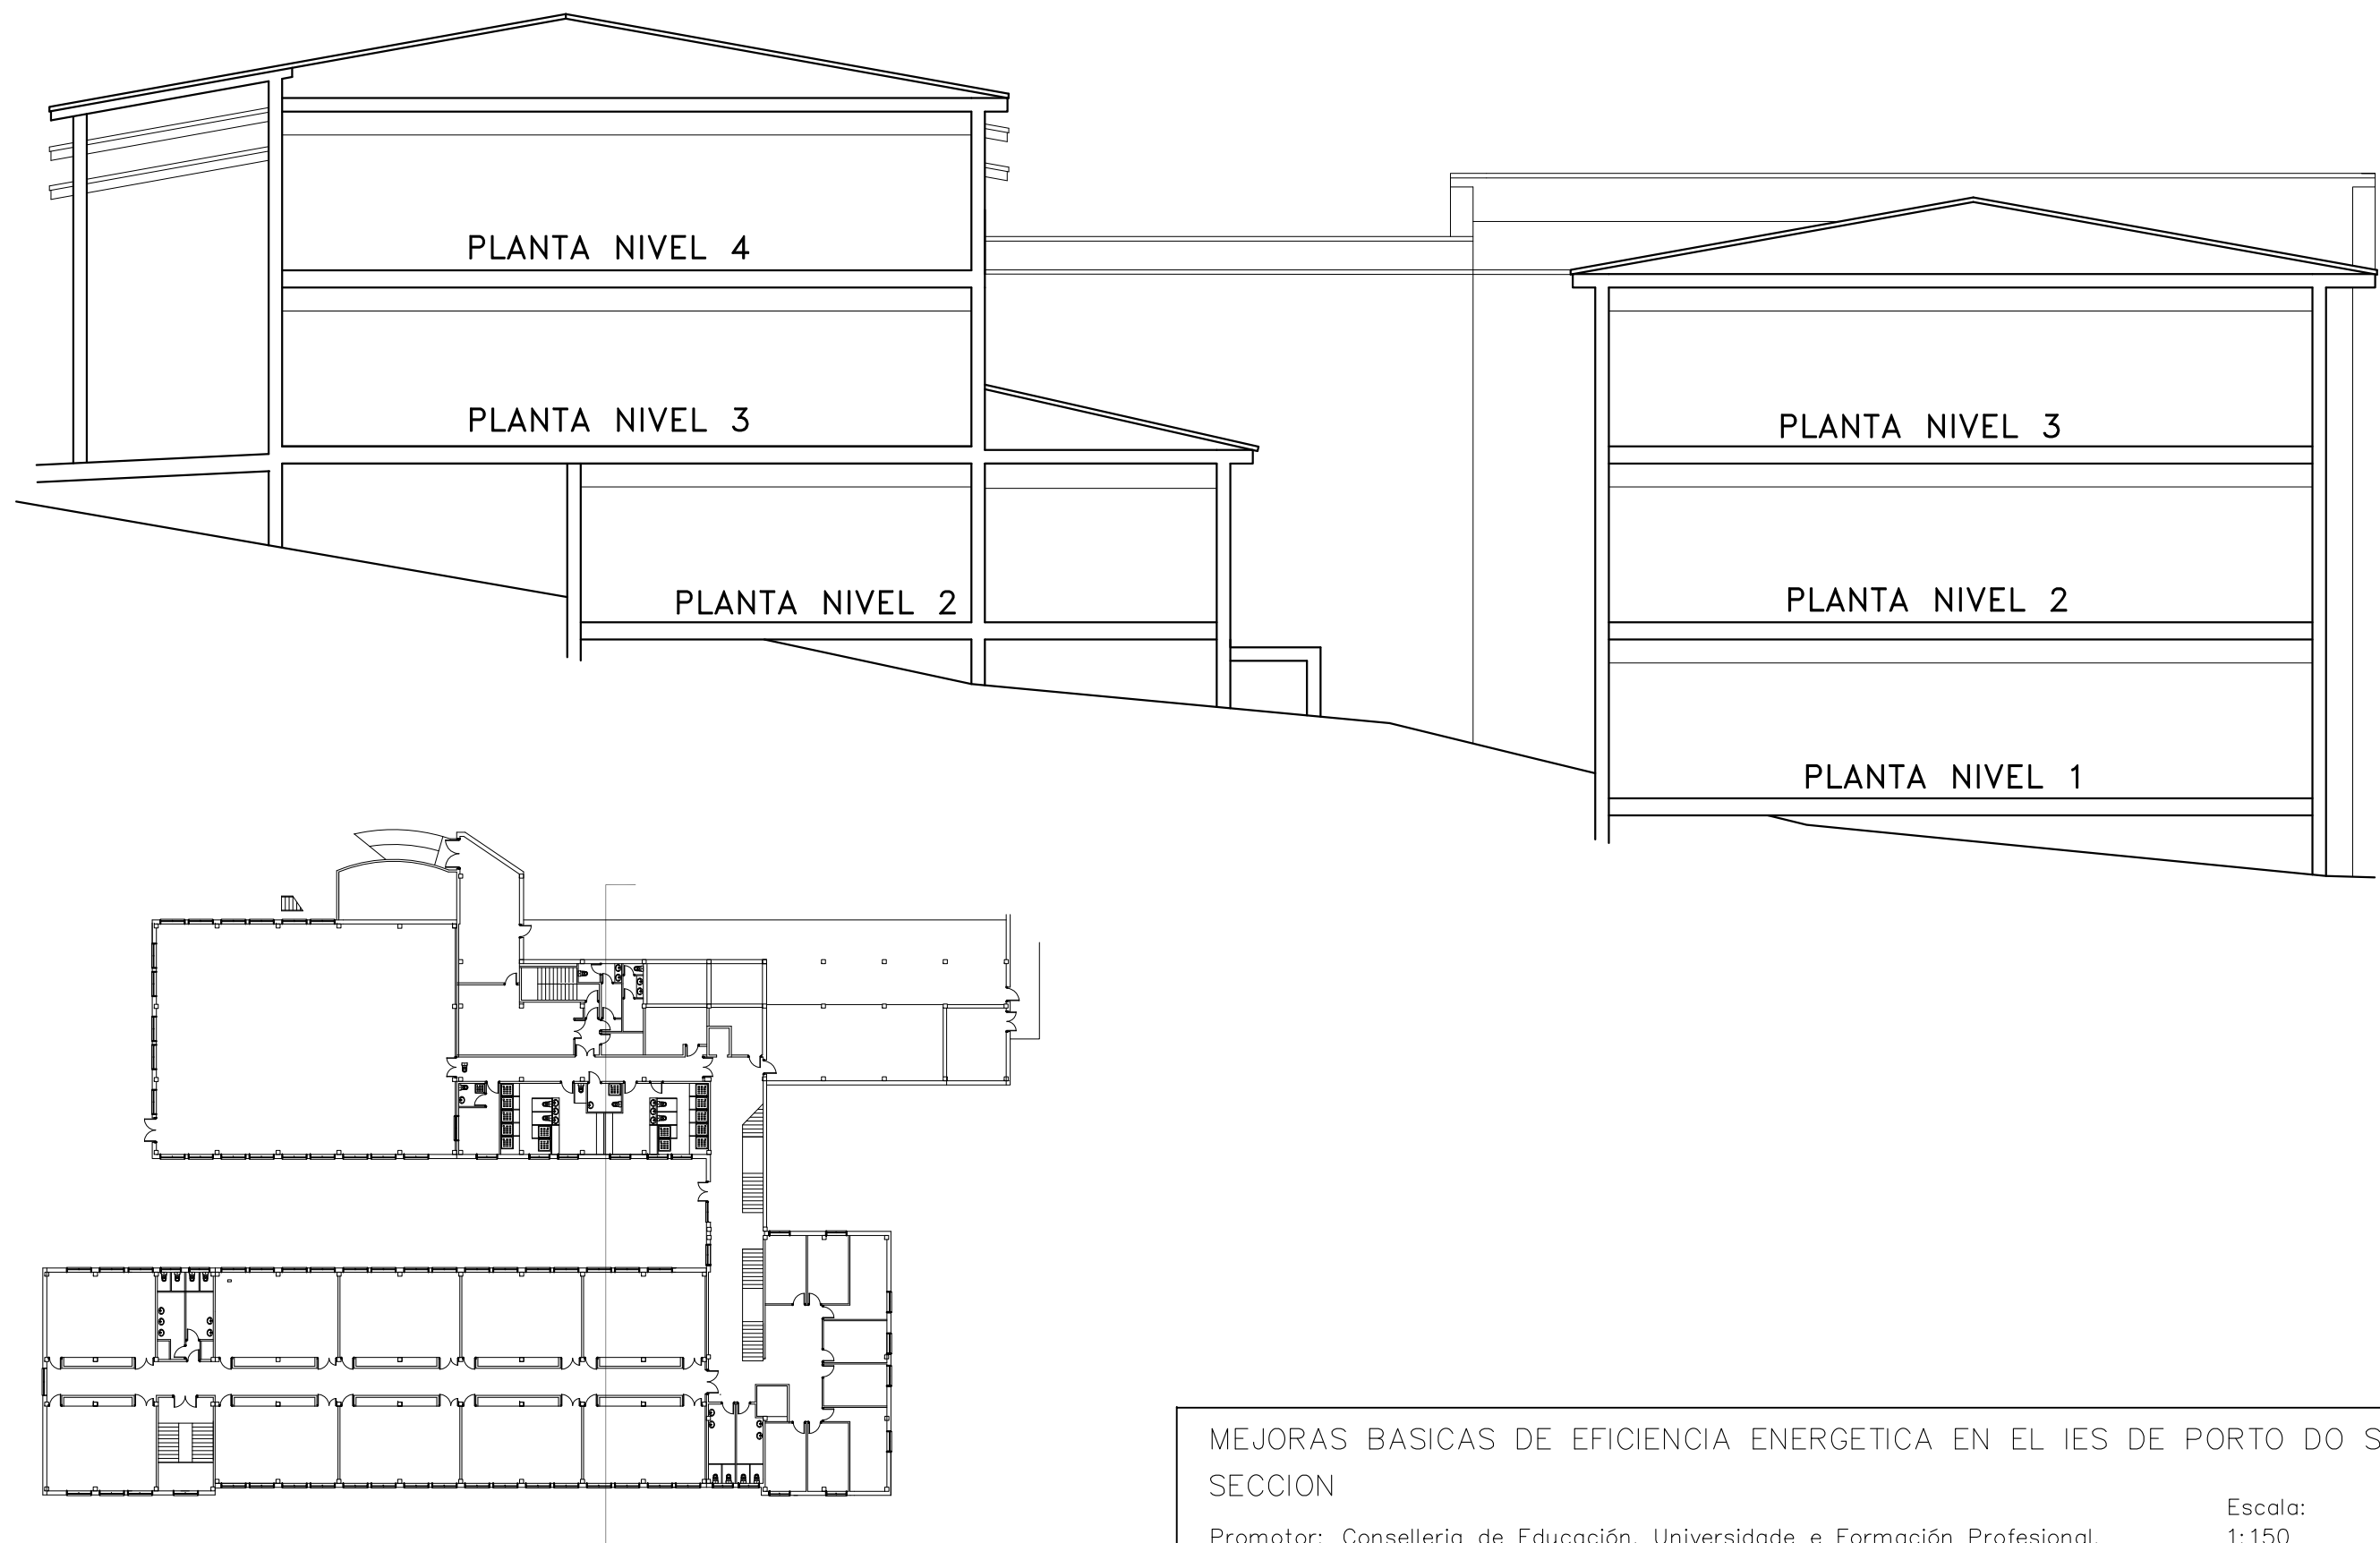 PLANTA NIVEL 4
PLANTA NIVEL 3
PLANTA NIVEL 2
PLANTA NIVEL 3
PLANTA NIVEL 2
PLANTA NIVEL 1
MEJORAS BASICAS DE EFICIENCIA ENERGETICA EN EL IES DE PORTO DO S
SECCION
Escala:
Promotor: Conselleria de Educación, Universidade e Formación Profesional.
1:150